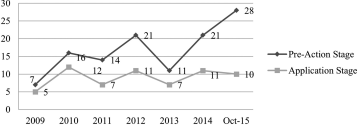 30
25
20
15
10
5
0
7 16 14 21 11 21 28
5 12 7 11 7 11 10
2009 2010 2011 2012 2013 2014 Oct-15
Pre-Action Stage
Application Stage